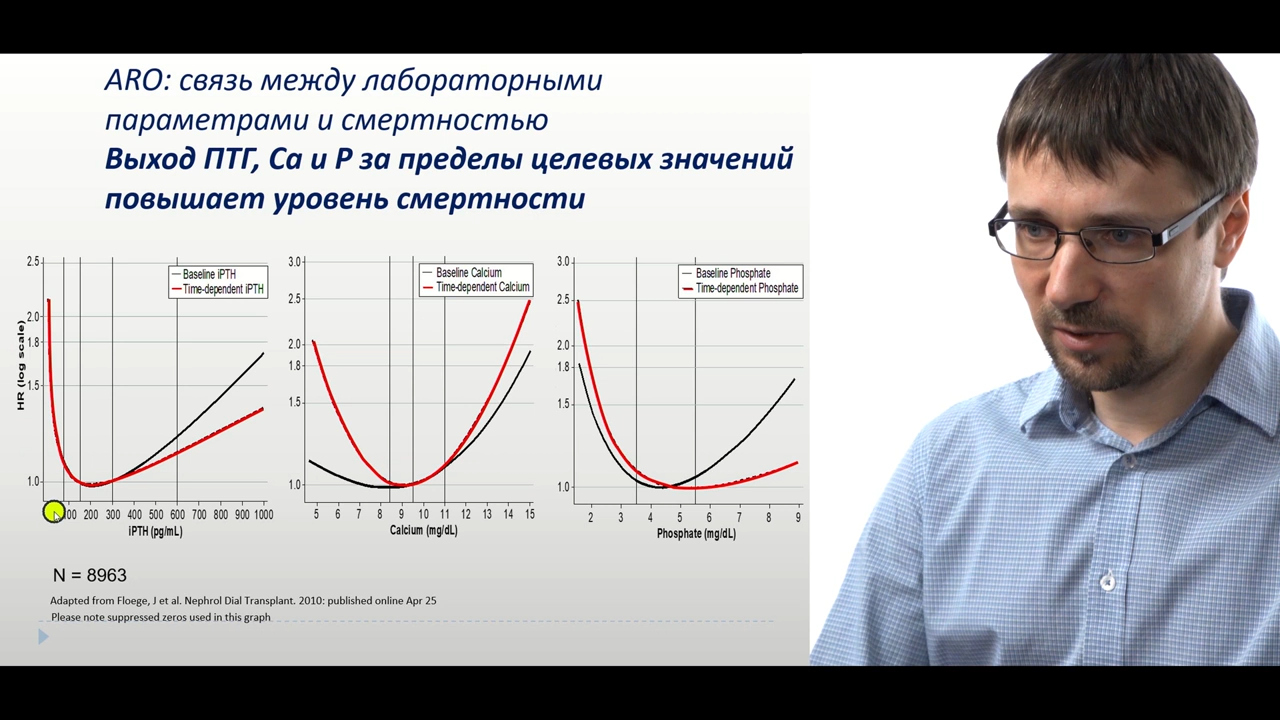 ARO: связь между лабораторными
параметрами и смертностью
Выход ПТГ, Са и Р за пределы целевых значений
повышает уровень смертности
HR (log scale)
2.5
2.0
1.8
1.5
1.0
Baseline iPTH
Time-dependent iPTH
200 300 400 500 600 700 800 900 1000
iPTH (pg/mL)
3.0
2.5
2.0
1.8
1.5
1.0
Baseline Calcium
Time-dependent Calcium
5 6 7 8 9 10 11 12 13 14 15
Calcium (mg/dL)
3.0
2.5
2.0
1.8
1.5
1.0
Baseline Phosphate
Time-dependent Phosphate
2 3 4 5 6 7 8 9
Phosphate (mg/dL)
N = 8963
Adapted from Floege, J et al. Nephrol Dial Transplant. 2010: published online Apr 25
Please note suppressed zeros used in this graph